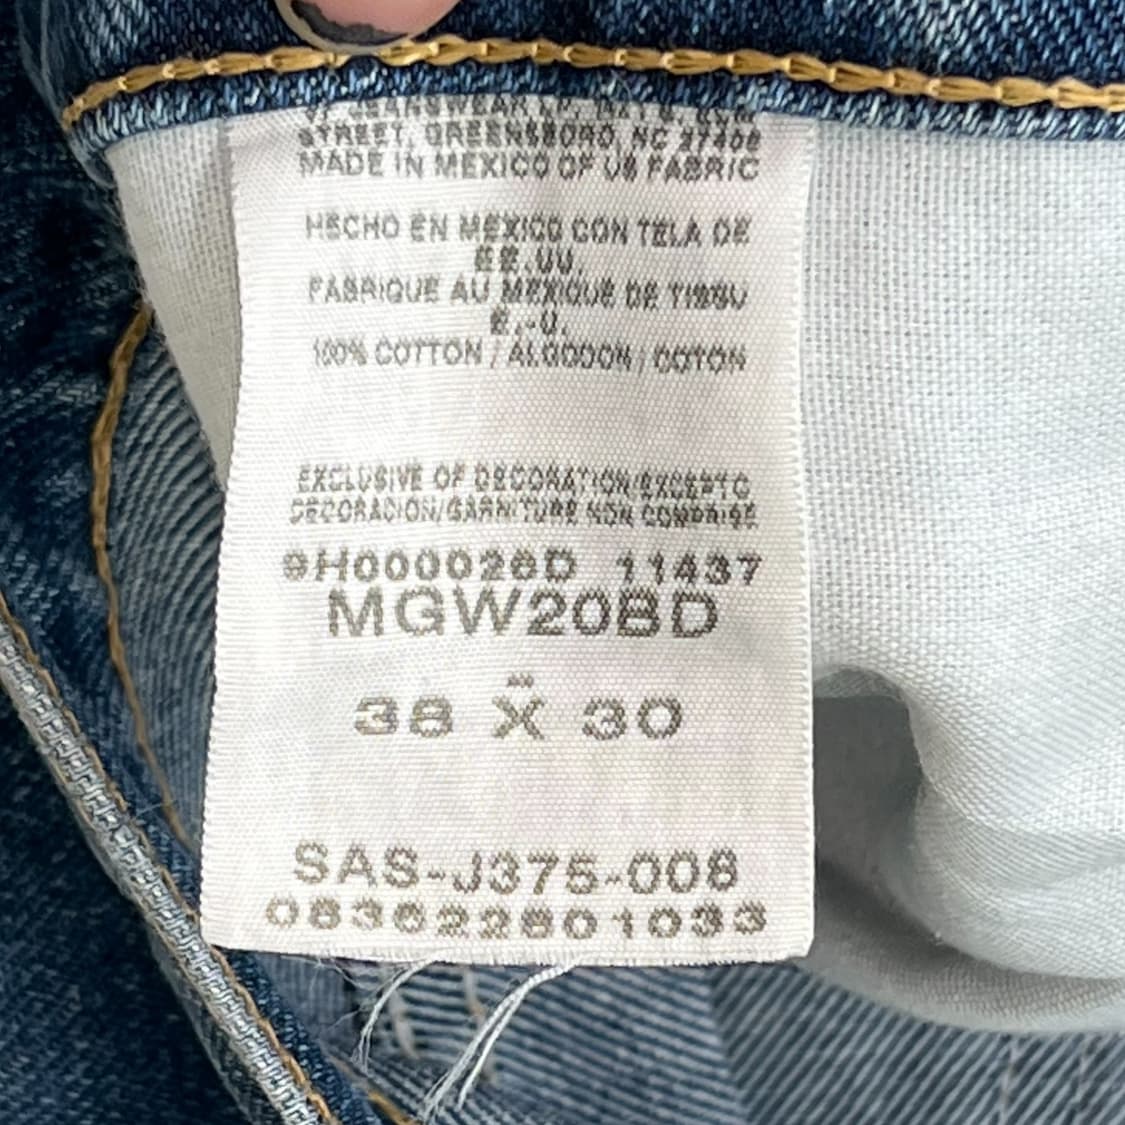 STREET, GREENSBORO, NC 27408
MADE IN MEXICO OF US FABRIC
HECHO EN MEXICO CON TELA DE
EE.UU.
FABRIQUE AU MEXIQUE DE TISSU
E.-U.
100% COTTON / ALGODON / COTON
EXCLUSIVE OF DECORATION/EXCEPTO
DECORACION/GARNITURE NON COMPRISE
11437
MGW20BD
38 X 30
SAS-J375-008
083622801033